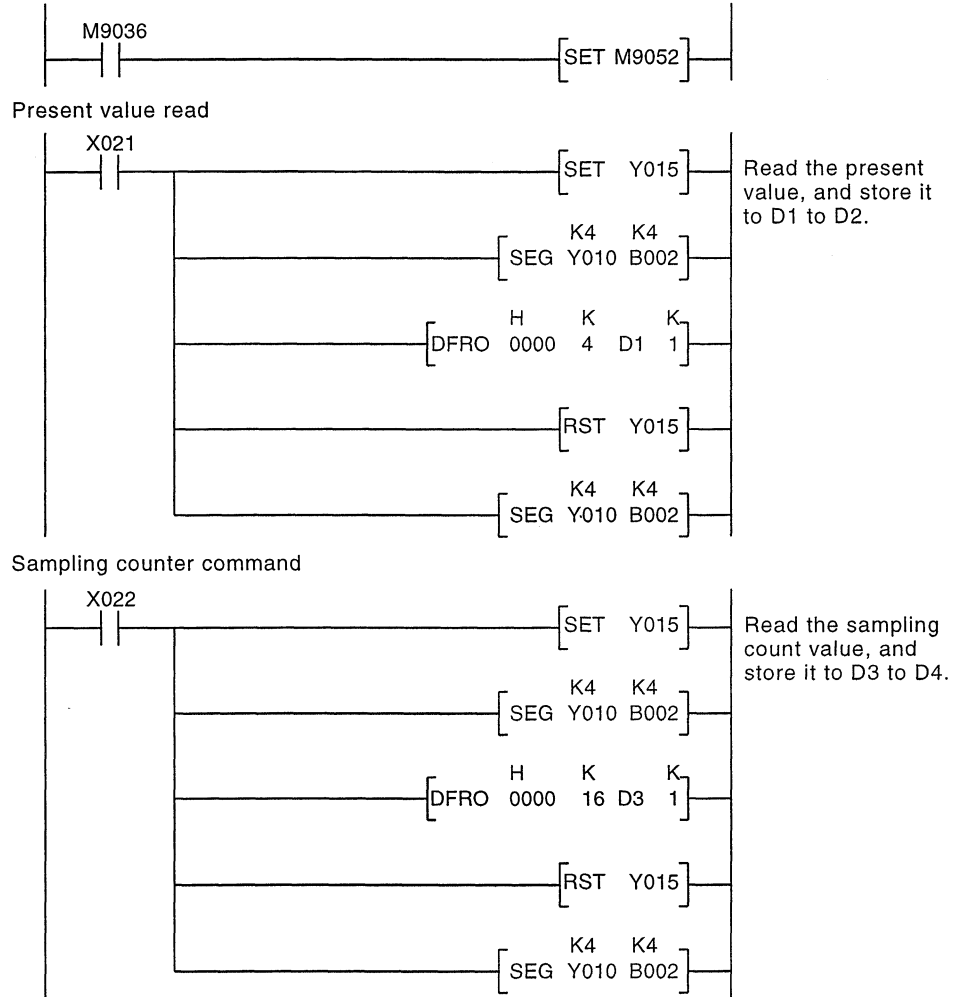 M9036
SET M9052
Present value read
X021
SET Y015
Read the present
value, and store it
to D1 to D2.
K4 K4
SEG Y010 B002
H K K
DFRO 0000 4 D1 1
RST Y015
K4 K4
SEG Y010 B002
Sampling counter command
X022
SET Y015
Read the sampling
count value, and
store it to D3 to D4.
K4 K4
SEG Y010 B002
H K K
DFRO 0000 16 D3 1
RST Y015
K4 K4
SEG Y010 B002